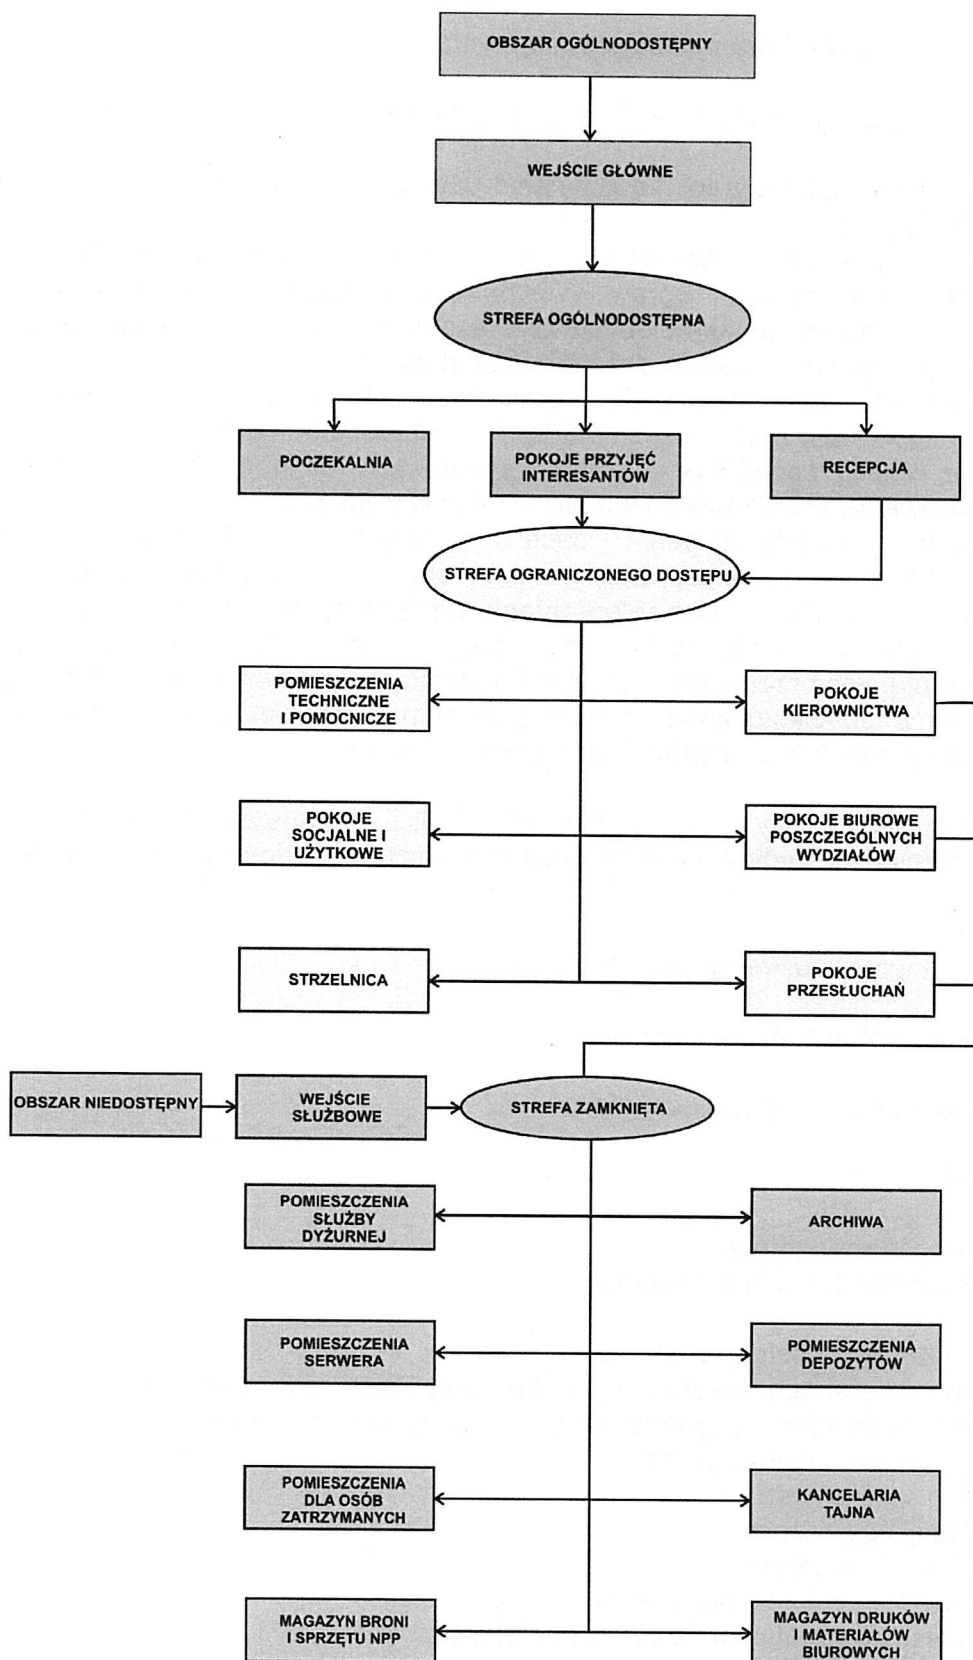 OBSZAR OGÓLNODOSTĘPNY
WEJŚCIE GŁÓWNE
STREFA OGÓLNODOSTĘPNA
POCZEKALNIA
POKOJE PRZYJĘĆ
INTERESANTÓW
RECEPCJA
STREFA OGRANICZONEGO DOSTĘPU
POMIESZCZENIA
TECHNICZNE
I POMOCNICZE
POKOJE
KIEROWNICTWA
POKOJE
SOCJALNE I
UŻYTKOWE
POKOJE BIUROWE
POSZCZEGÓLNYCH
WYDZIAŁÓW
STRZELNICA
POKOJE
PRZESŁUCHAŃ
OBSZAR NIEDOSTĘPNY
WEJŚCIE
SŁUŻBOWE
STREFA ZAMKNIĘTA
POMIESZCZENIA
SŁUŻBY
DYŻURNEJ
ARCHIWA
POMIESZCZENIA
SERWERA
POMIESZCZENIA
DEPOZYTÓW
POMIESZCZENIA
DLA OSÓB
ZATRZYMANYCH
KANCELARIA
TAJNA
MAGAZYN BRONI
I SPRZĘTU NPP
MAGAZYN DRUKÓW
I MATERIAŁÓW
BIUROWYCH